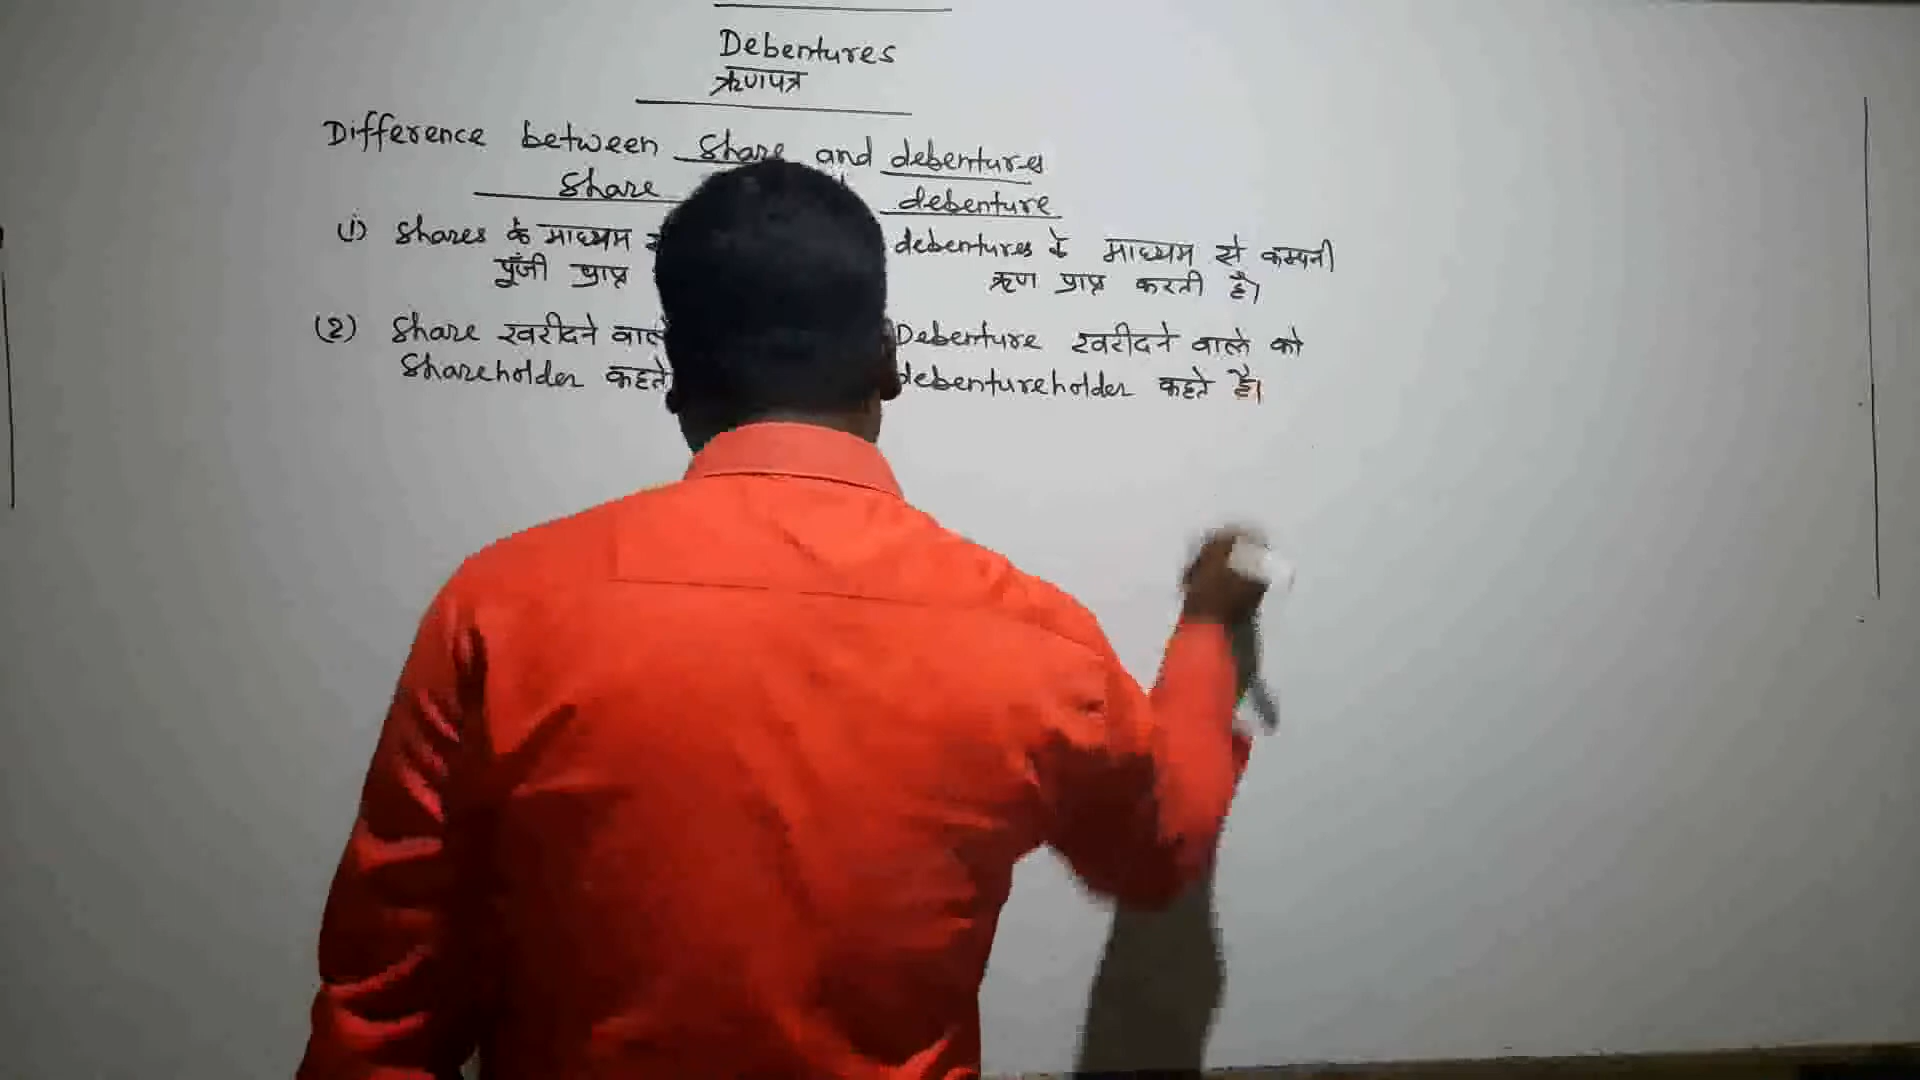 Debentures
ऋणपत्र
Difference between Share and debentures
Share debenture
(1) Shares के माध्यम debentures के माध्यम से कम्पनी
पूँजी प्राप्त ऋण प्राप्त करती है।
(2) Share खरीदने वाले Debenture खरीदने वाले को
Shareholder कहते debentureholder कहते है।